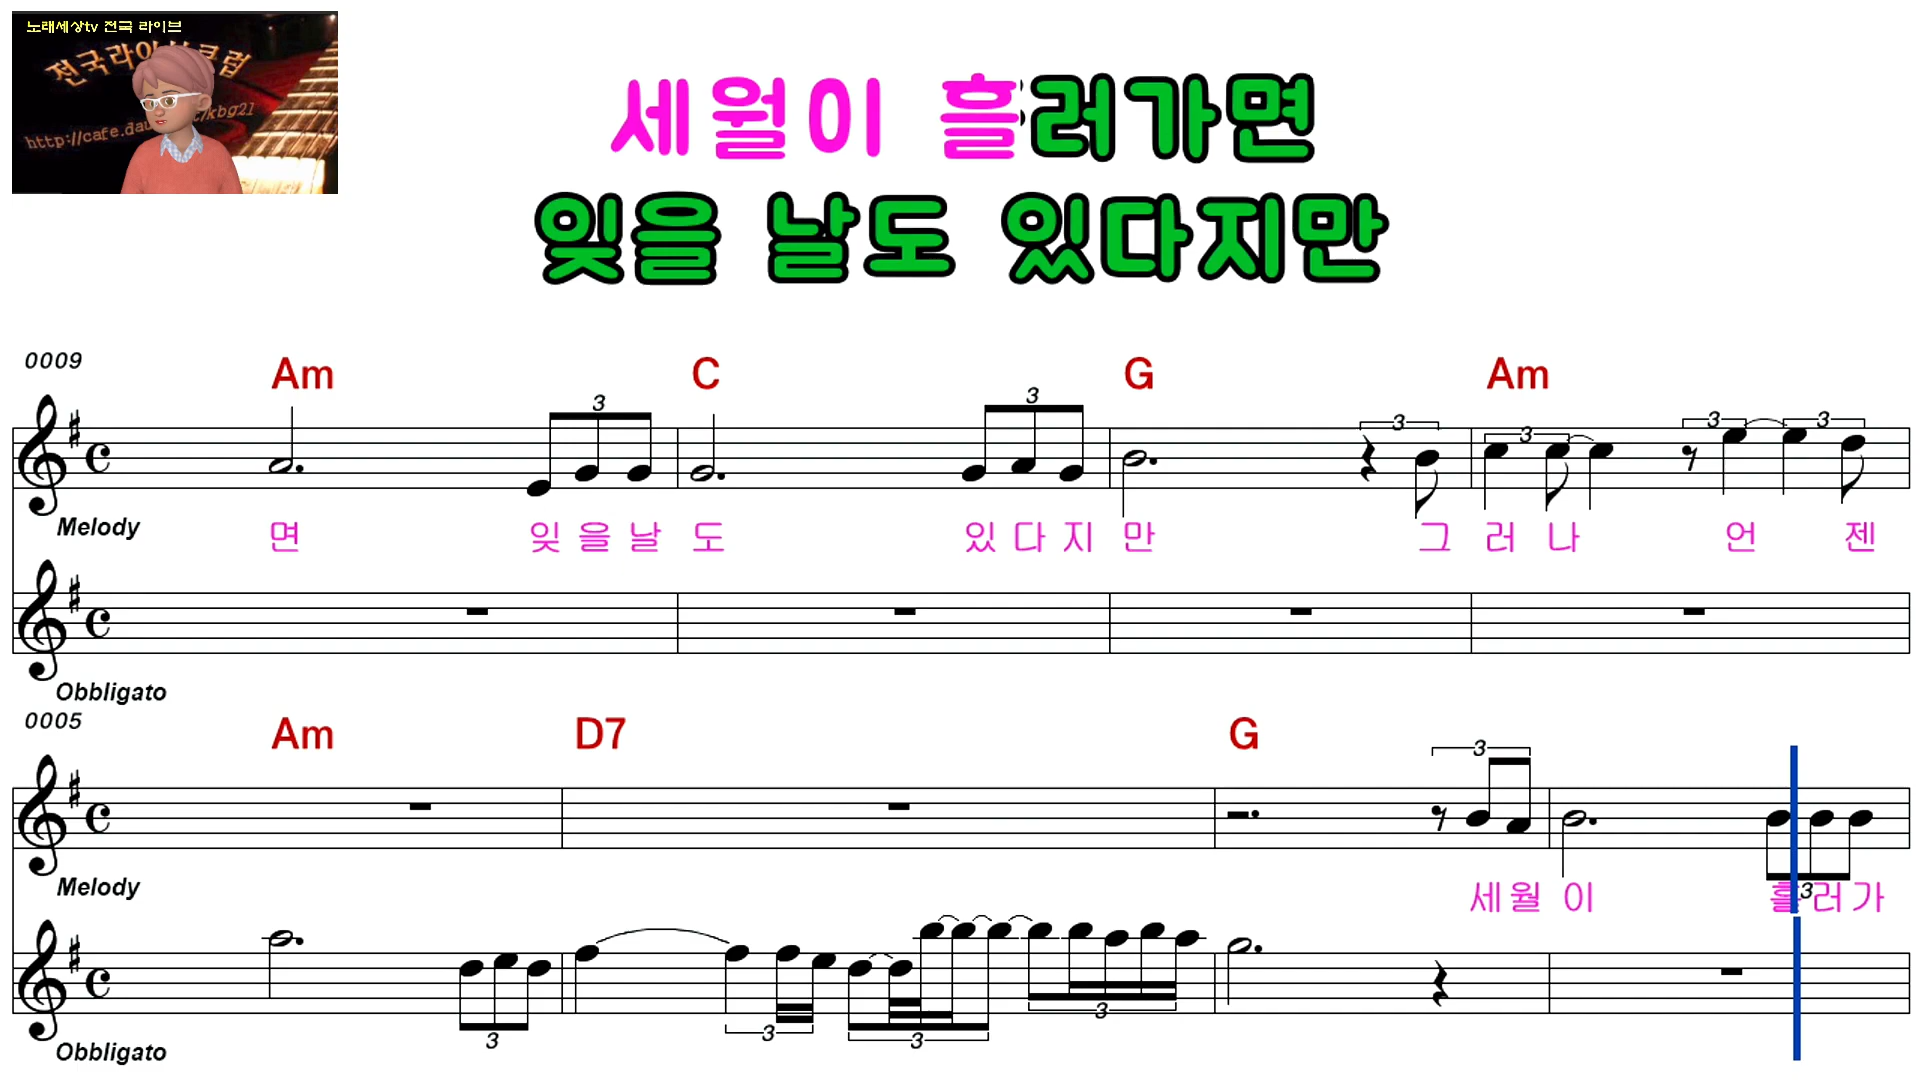 노래세상tv 전국 라이브
세월이 흘러가면
잊을 날도 있다지만
0009
Am C G Am
3 3 3 3 3 3
Melody
면 잊 을 날 도 있 다 지 만 그 러 나 언 젠
Obbligato
0005
Am D7 G
3
Melody
3
세 월 이 흘 러 가
3 3 3 3
Obbligato